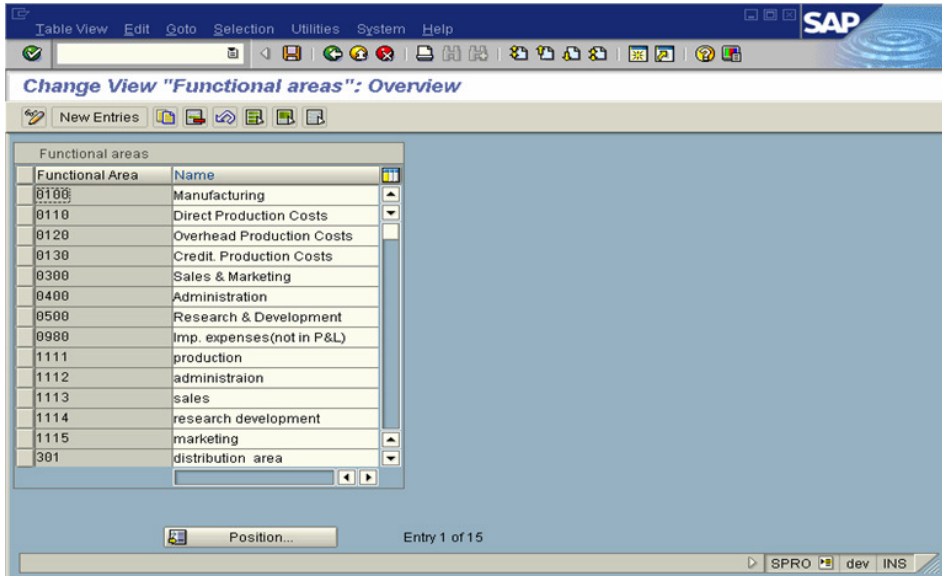 Table View Edit Goto Selection Utilities System Help
SAP
Change View "Functional areas": Overview
New Entries
Functional areas
Functional Area Name
0100 Manufacturing
0110 Direct Production Costs
0120 Overhead Production Costs
0130 Credit. Production Costs
0300 Sales & Marketing
0400 Administration
0500 Research & Development
0980 Imp. expenses(not in P&L)
1111 production
1112 administraion
1113 sales
1114 research development
1115 marketing
301 distribution area
Position... Entry 1 of 15
SPRO dev INS